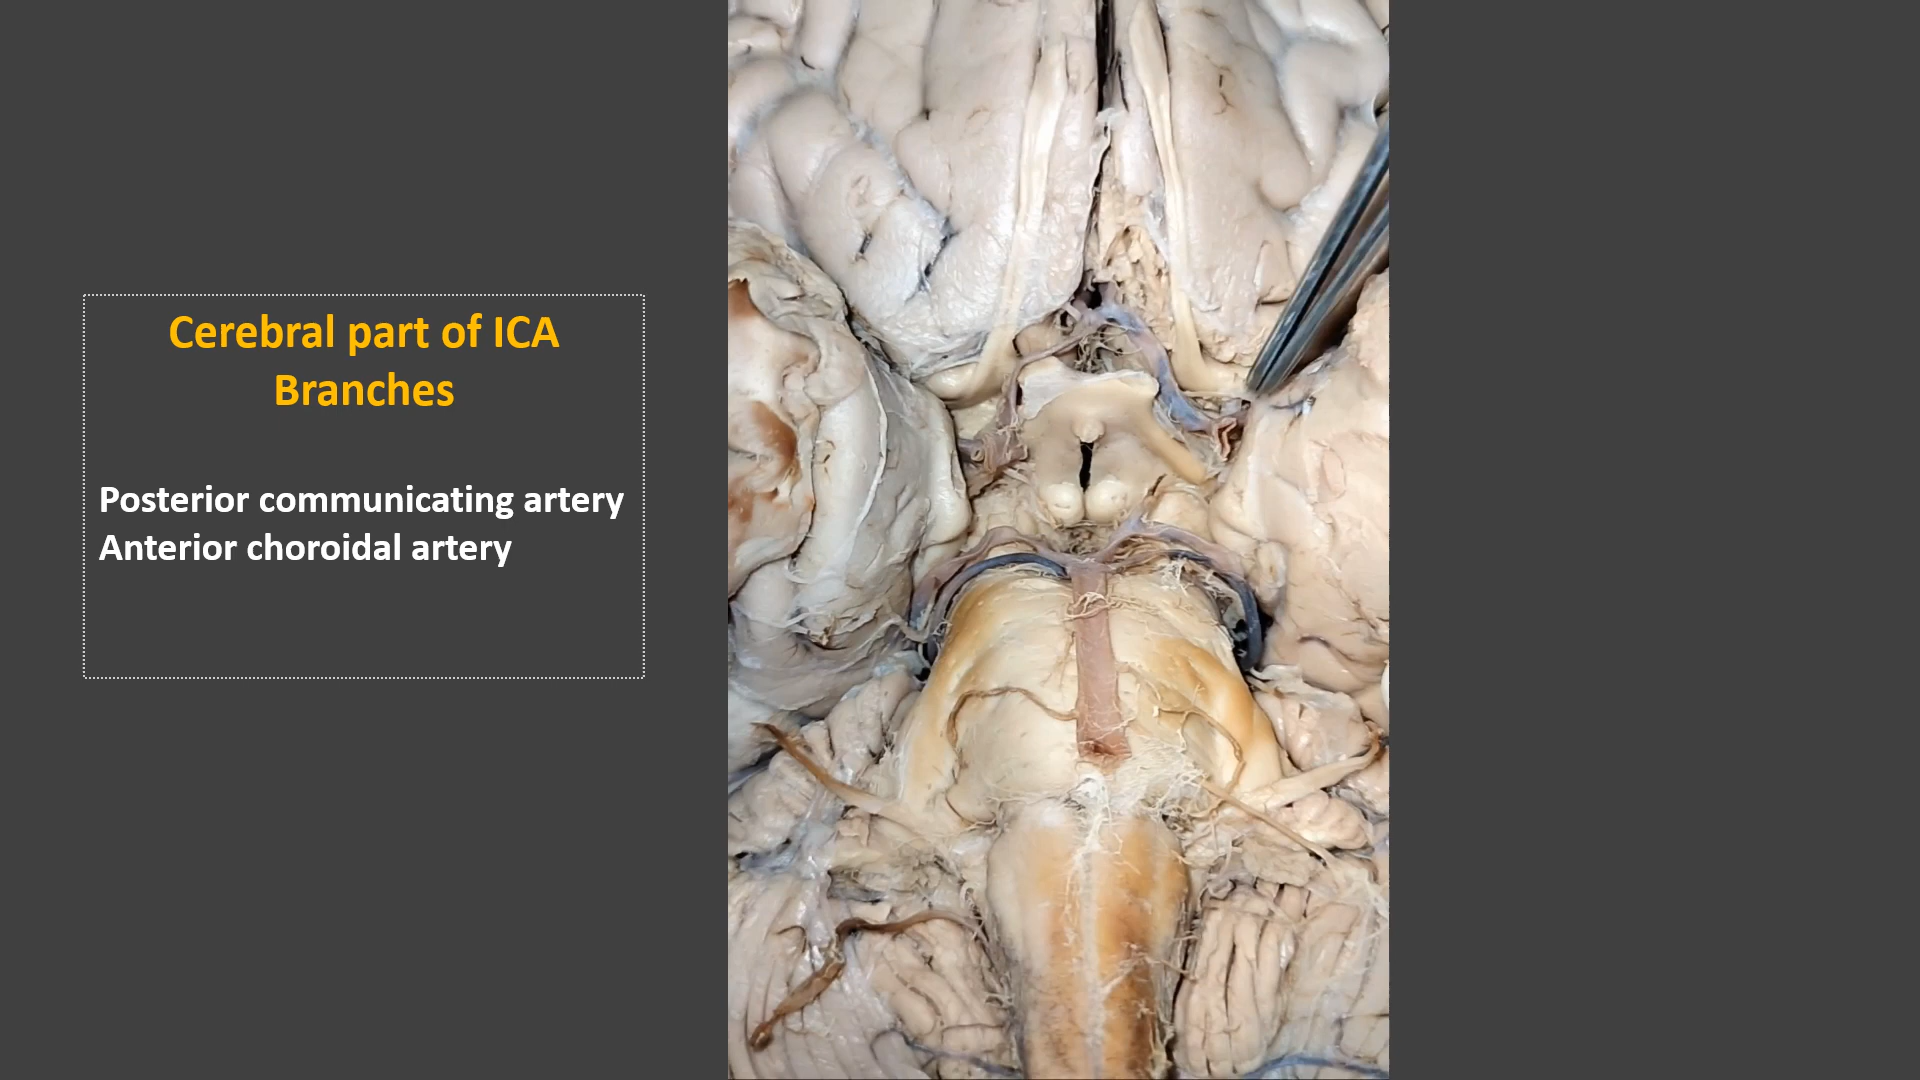 Cerebral part of ICA
Branches
Posterior communicating artery
Anterior choroidal artery